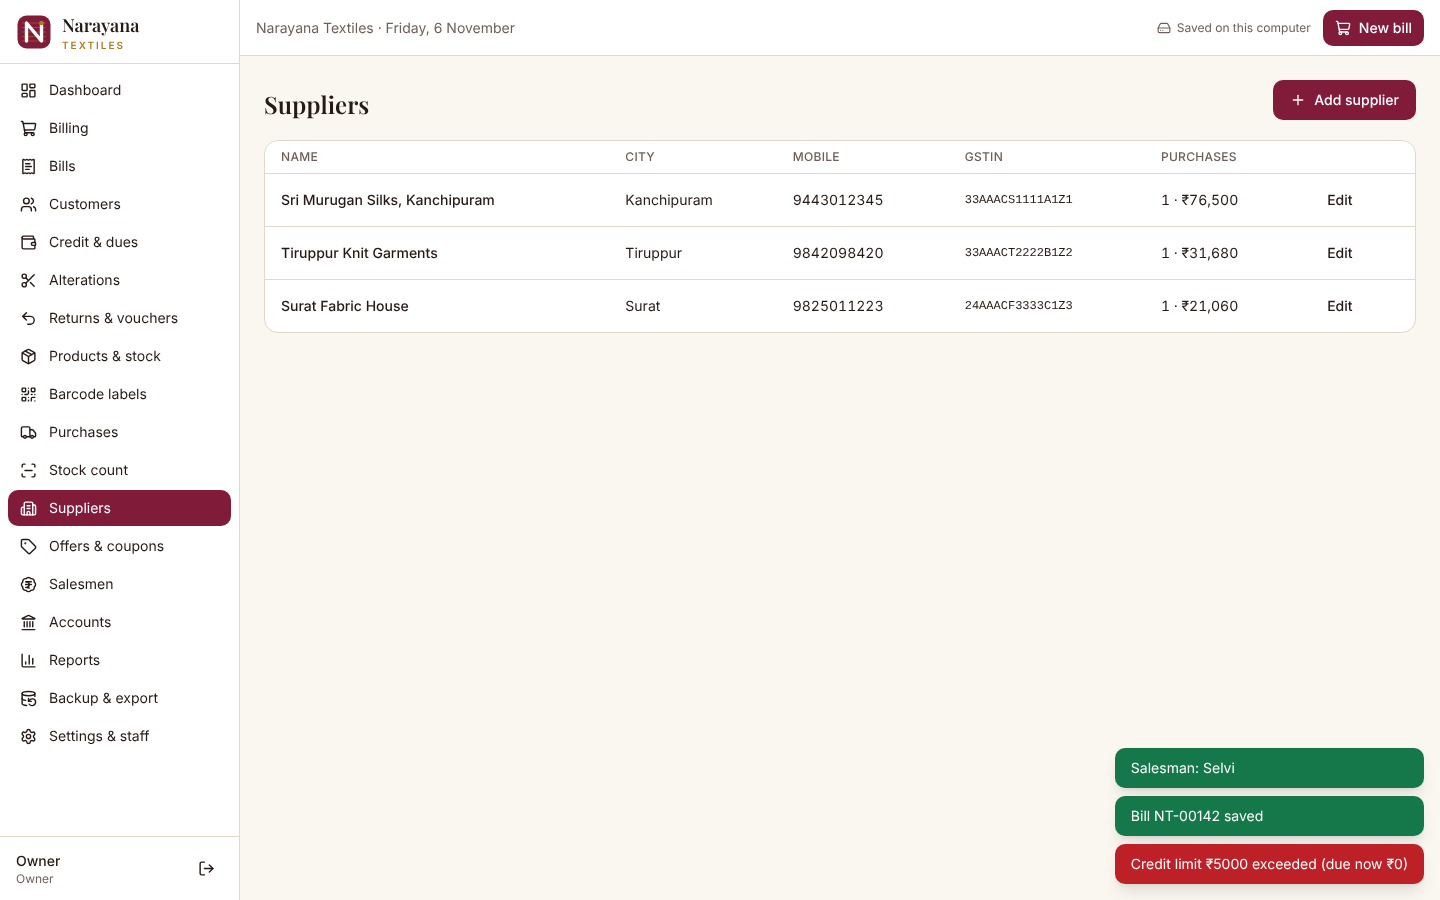 Narayana
TEXTILES
Dashboard
Billing
Bills
Customers
Credit & dues
Alterations
Returns & vouchers
Products & stock
Barcode labels
Purchases
Stock count
Suppliers
Offers & coupons
Salesmen
Accounts
Reports
Backup & export
Settings & staff
Owner
Owner
Narayana Textiles · Friday, 6 November
Saved on this computer
New bill
Suppliers
Add supplier
NAME CITY MOBILE GSTIN PURCHASES
Sri Murugan Silks, Kanchipuram Kanchipuram 9443012345 33AAACS1111A1Z1 1 · ₹76,500 Edit
Tiruppur Knit Garments Tiruppur 9842098420 33AAACT2222B1Z2 1 · ₹31,680 Edit
Surat Fabric House Surat 9825011223 24AAACF3333C1Z3 1 · ₹21,060 Edit
Salesman: Selvi
Bill NT-00142 saved
Credit limit ₹5000 exceeded (due now ₹0)